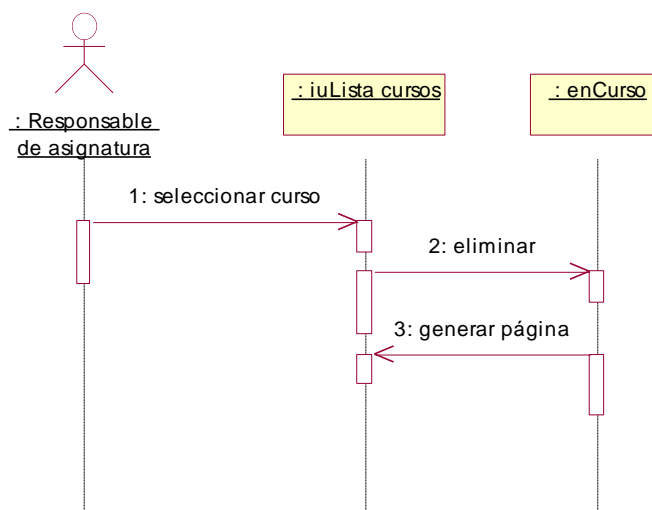 : iuLista cursos
: enCurso
: Responsable
de asignatura
1: seleccionar curso
2: eliminar
3: generar página